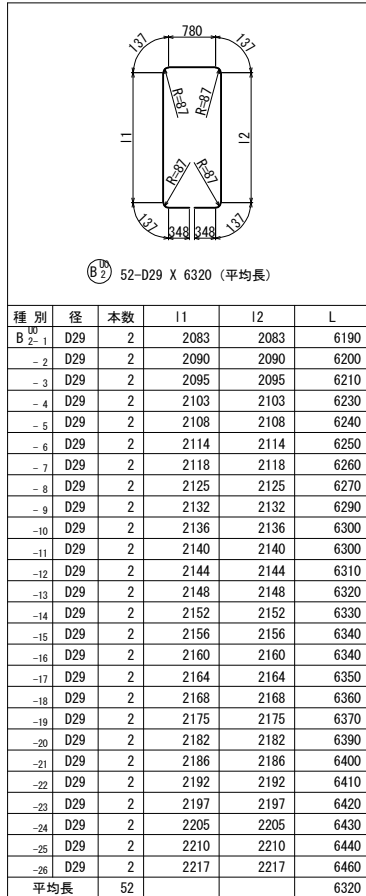 780
137 137
R=87 R=87
l1 l2
R=87 R=87
137 348 348 137
B U0 2 52-D29 X 6320 (平均長)
種 別 径 本数 l1 l2 L
B U0 2- 1 D29 2 2083 2083 6190
- 2 D29 2 2090 2090 6200
- 3 D29 2 2095 2095 6210
- 4 D29 2 2103 2103 6230
- 5 D29 2 2108 2108 6240
- 6 D29 2 2114 2114 6250
- 7 D29 2 2118 2118 6260
- 8 D29 2 2125 2125 6270
- 9 D29 2 2132 2132 6290
-10 D29 2 2136 2136 6300
-11 D29 2 2140 2140 6300
-12 D29 2 2144 2144 6310
-13 D29 2 2148 2148 6320
-14 D29 2 2152 2152 6330
-15 D29 2 2156 2156 6340
-16 D29 2 2160 2160 6340
-17 D29 2 2164 2164 6350
-18 D29 2 2168 2168 6360
-19 D29 2 2175 2175 6370
-20 D29 2 2182 2182 6390
-21 D29 2 2186 2186 6400
-22 D29 2 2192 2192 6410
-23 D29 2 2197 2197 6420
-24 D29 2 2205 2205 6430
-25 D29 2 2210 2210 6440
-26 D29 2 2217 2217 6460
平均長 52 6320